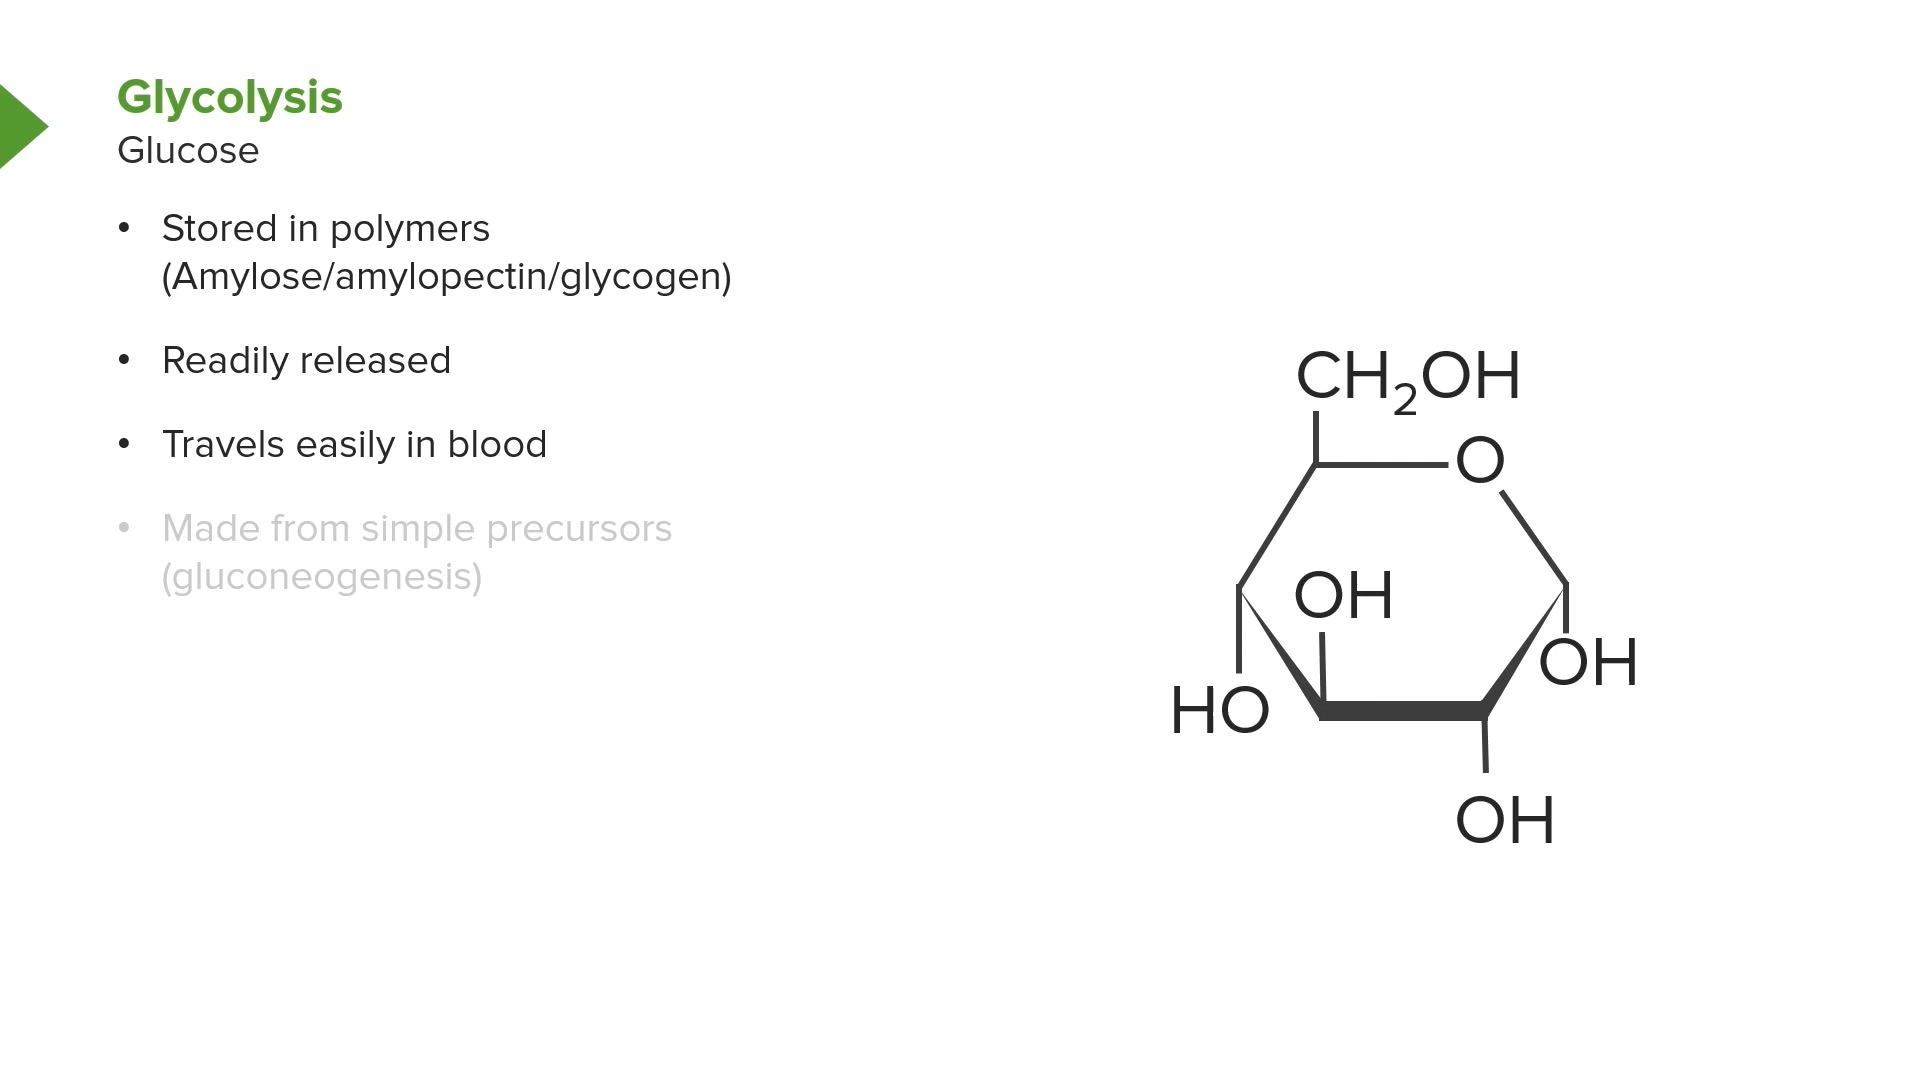 Glycolysis
Glucose
• Stored in polymers
(Amylose/amylopectin/glycogen)
• Readily released
• Travels easily in blood
• Made from simple precursors
(gluconeogenesis)
CH₂OH
O
OH
OH
HO
OH